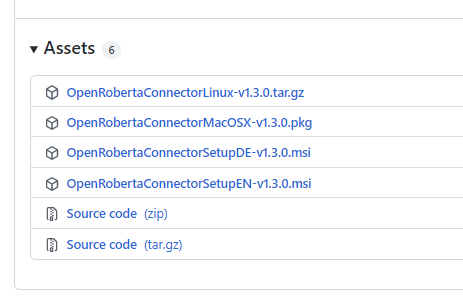 Assets 6
OpenRobertaConnectorLinux-v1.3.0.tar.gz
OpenRobertaConnectorMacOSX-v1.3.0.pkg
OpenRobertaConnectorSetupDE-v1.3.0.msi
OpenRobertaConnectorSetupEN-v1.3.0.msi
Source code (zip)
Source code (tar.gz)